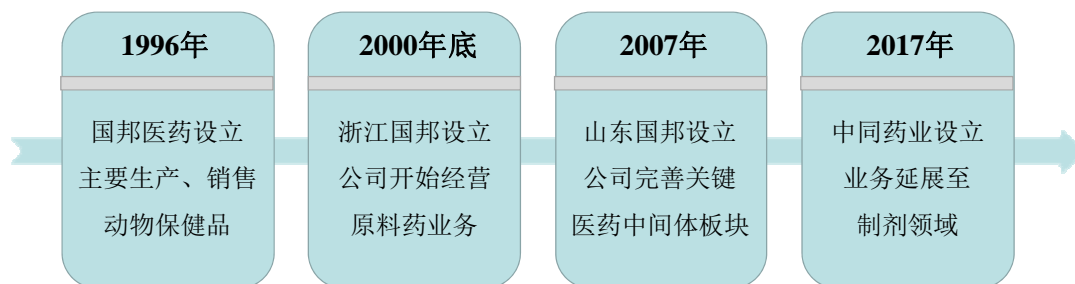 1996年
国邦医药设立
主要生产、销售
动物保健品
2000年底
浙江国邦设立
公司开始经营
原料药业务
2007年
山东国邦设立
公司完善关键
医药中间体板块
2017年
中同药业设立
业务延展至
制剂领域